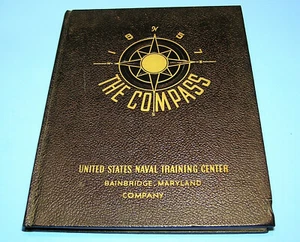 1957
THE COMPASS
UNITED STATES NAVAL TRAINING CENTER
BAINBRIDGE, MARYLAND
COMPANY